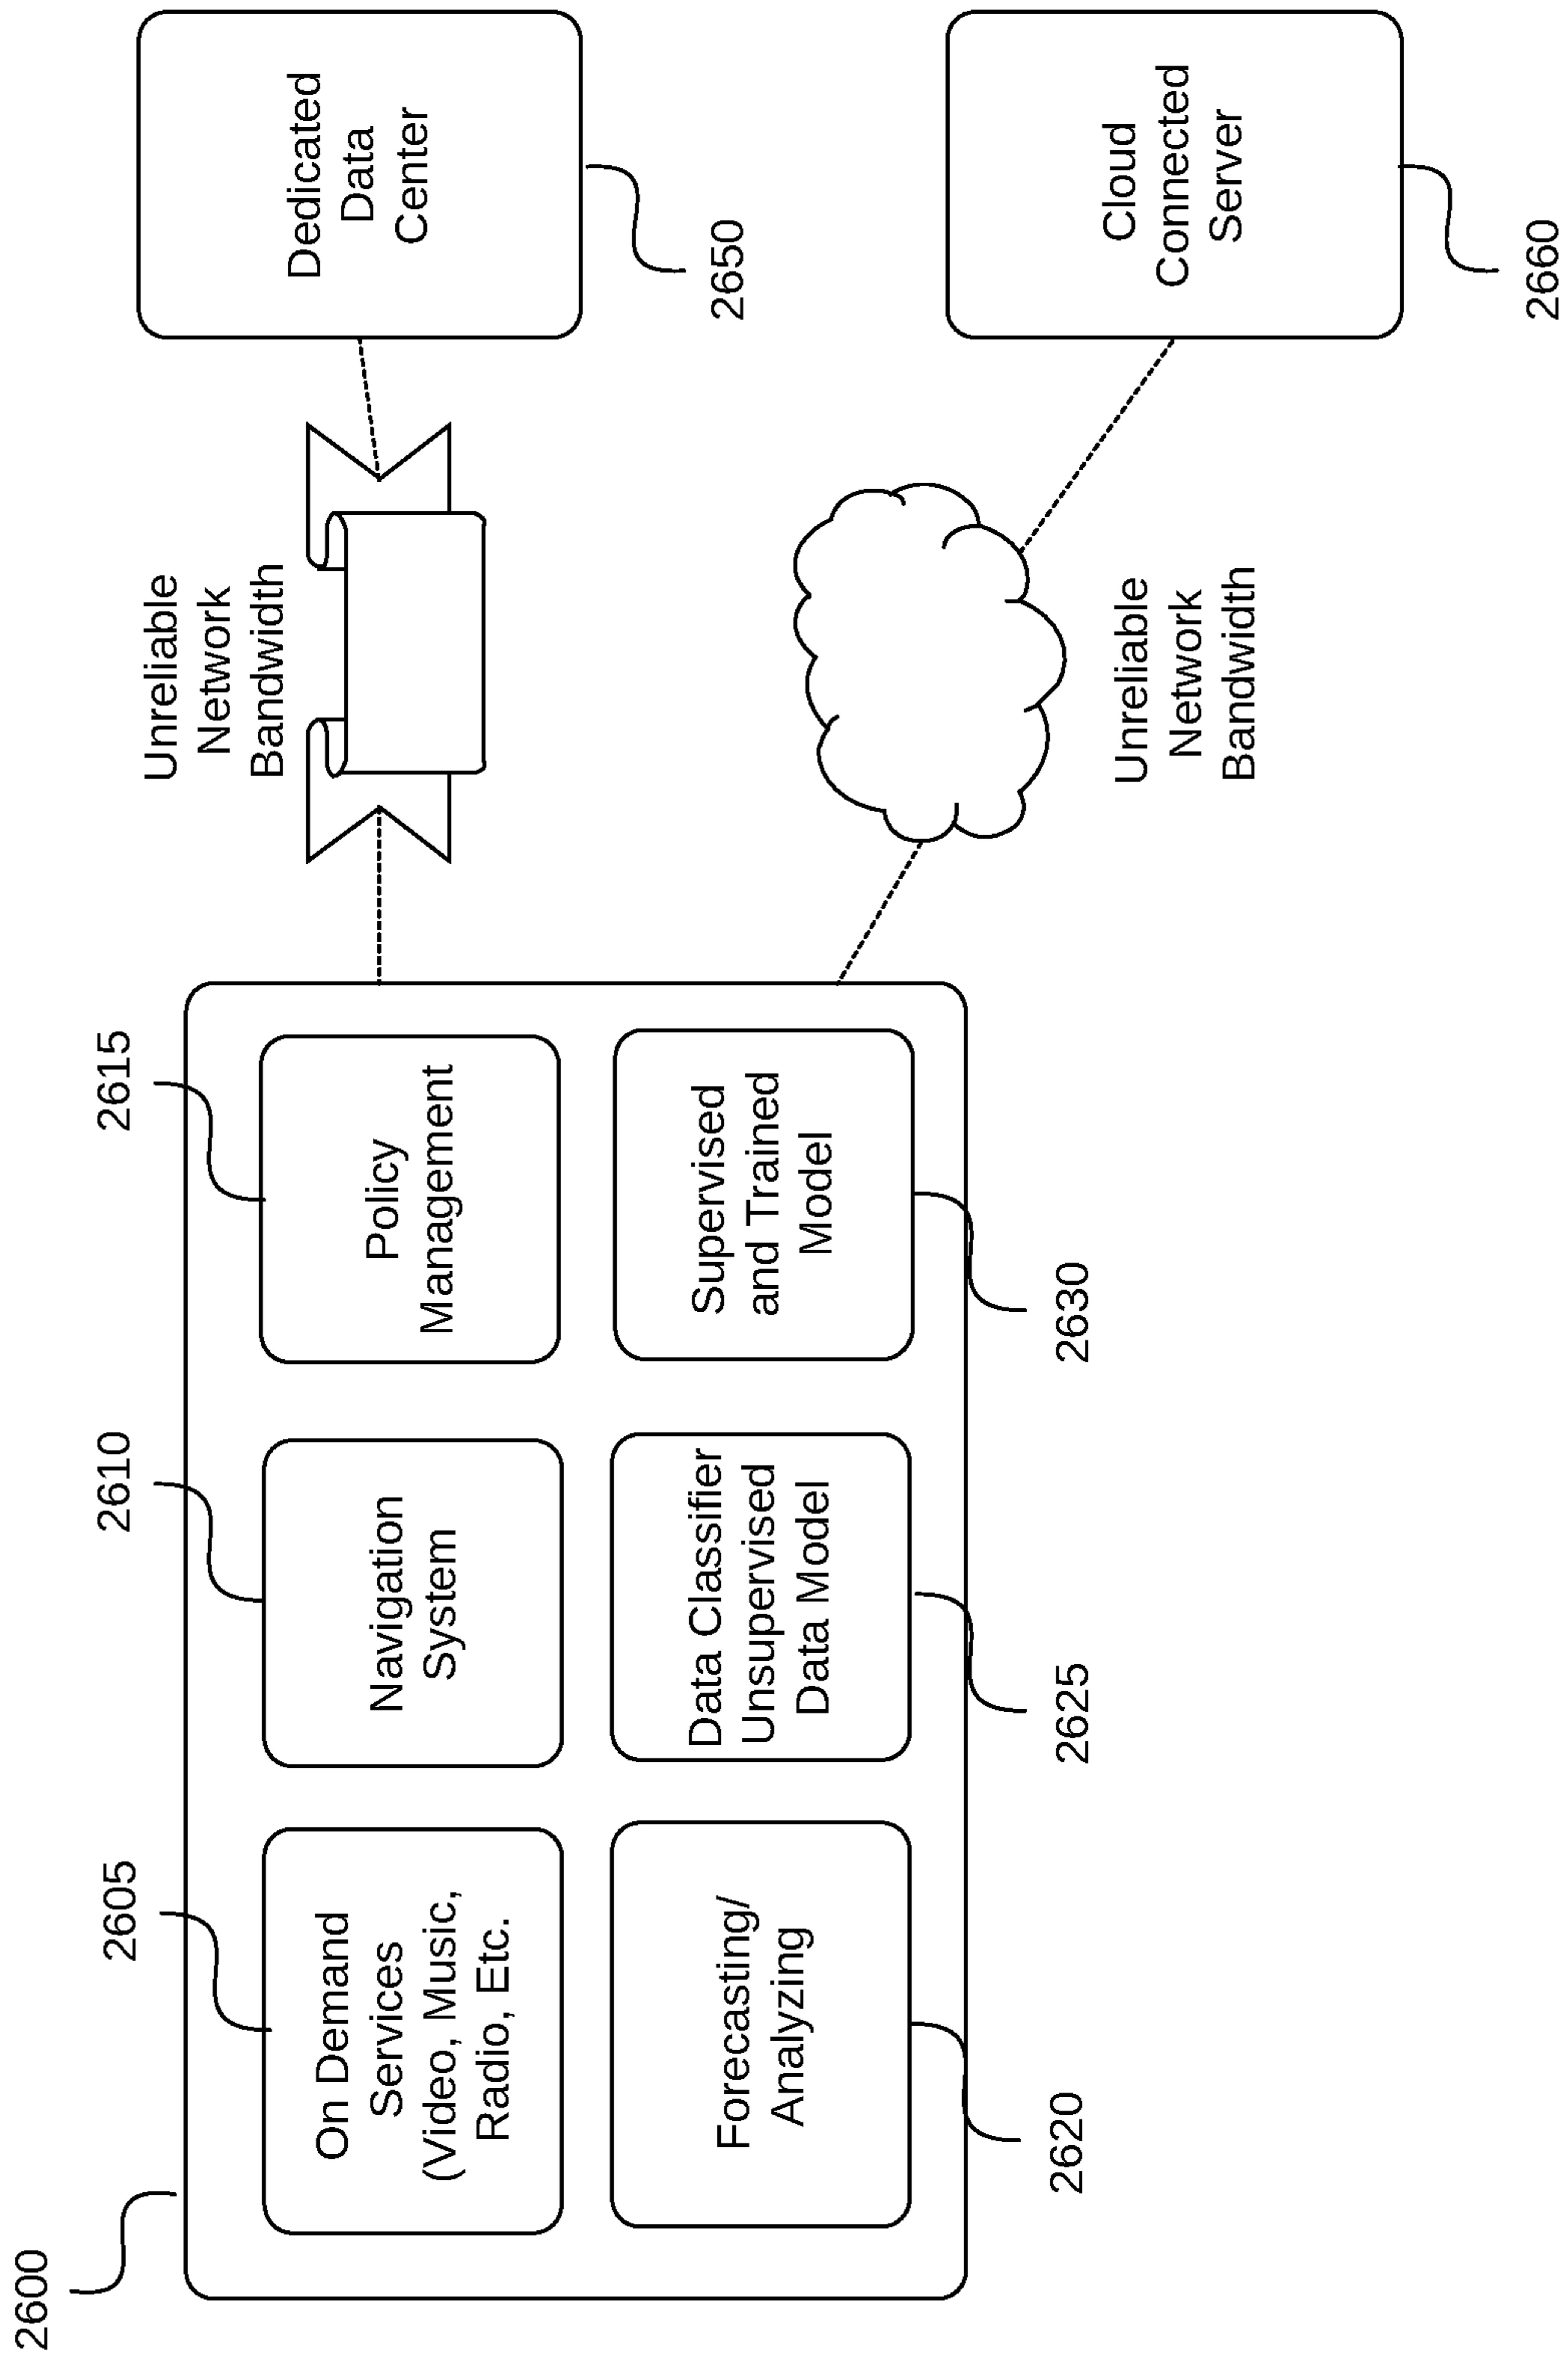 2600
2605
On Demand
Services
(Video, Music,
Radio, Etc.
2610
Navigation
System
2615
Policy
Management
Forecasting/
Analyzing
2620
Data Classifier
Unsupervised
Data Model
2625
Supervised
and Trained
Model
2630
Unreliable
Network
Bandwidth
Dedicated
Data
Center
2650
Unreliable
Network
Bandwidth
Cloud
Connected
Server
2660